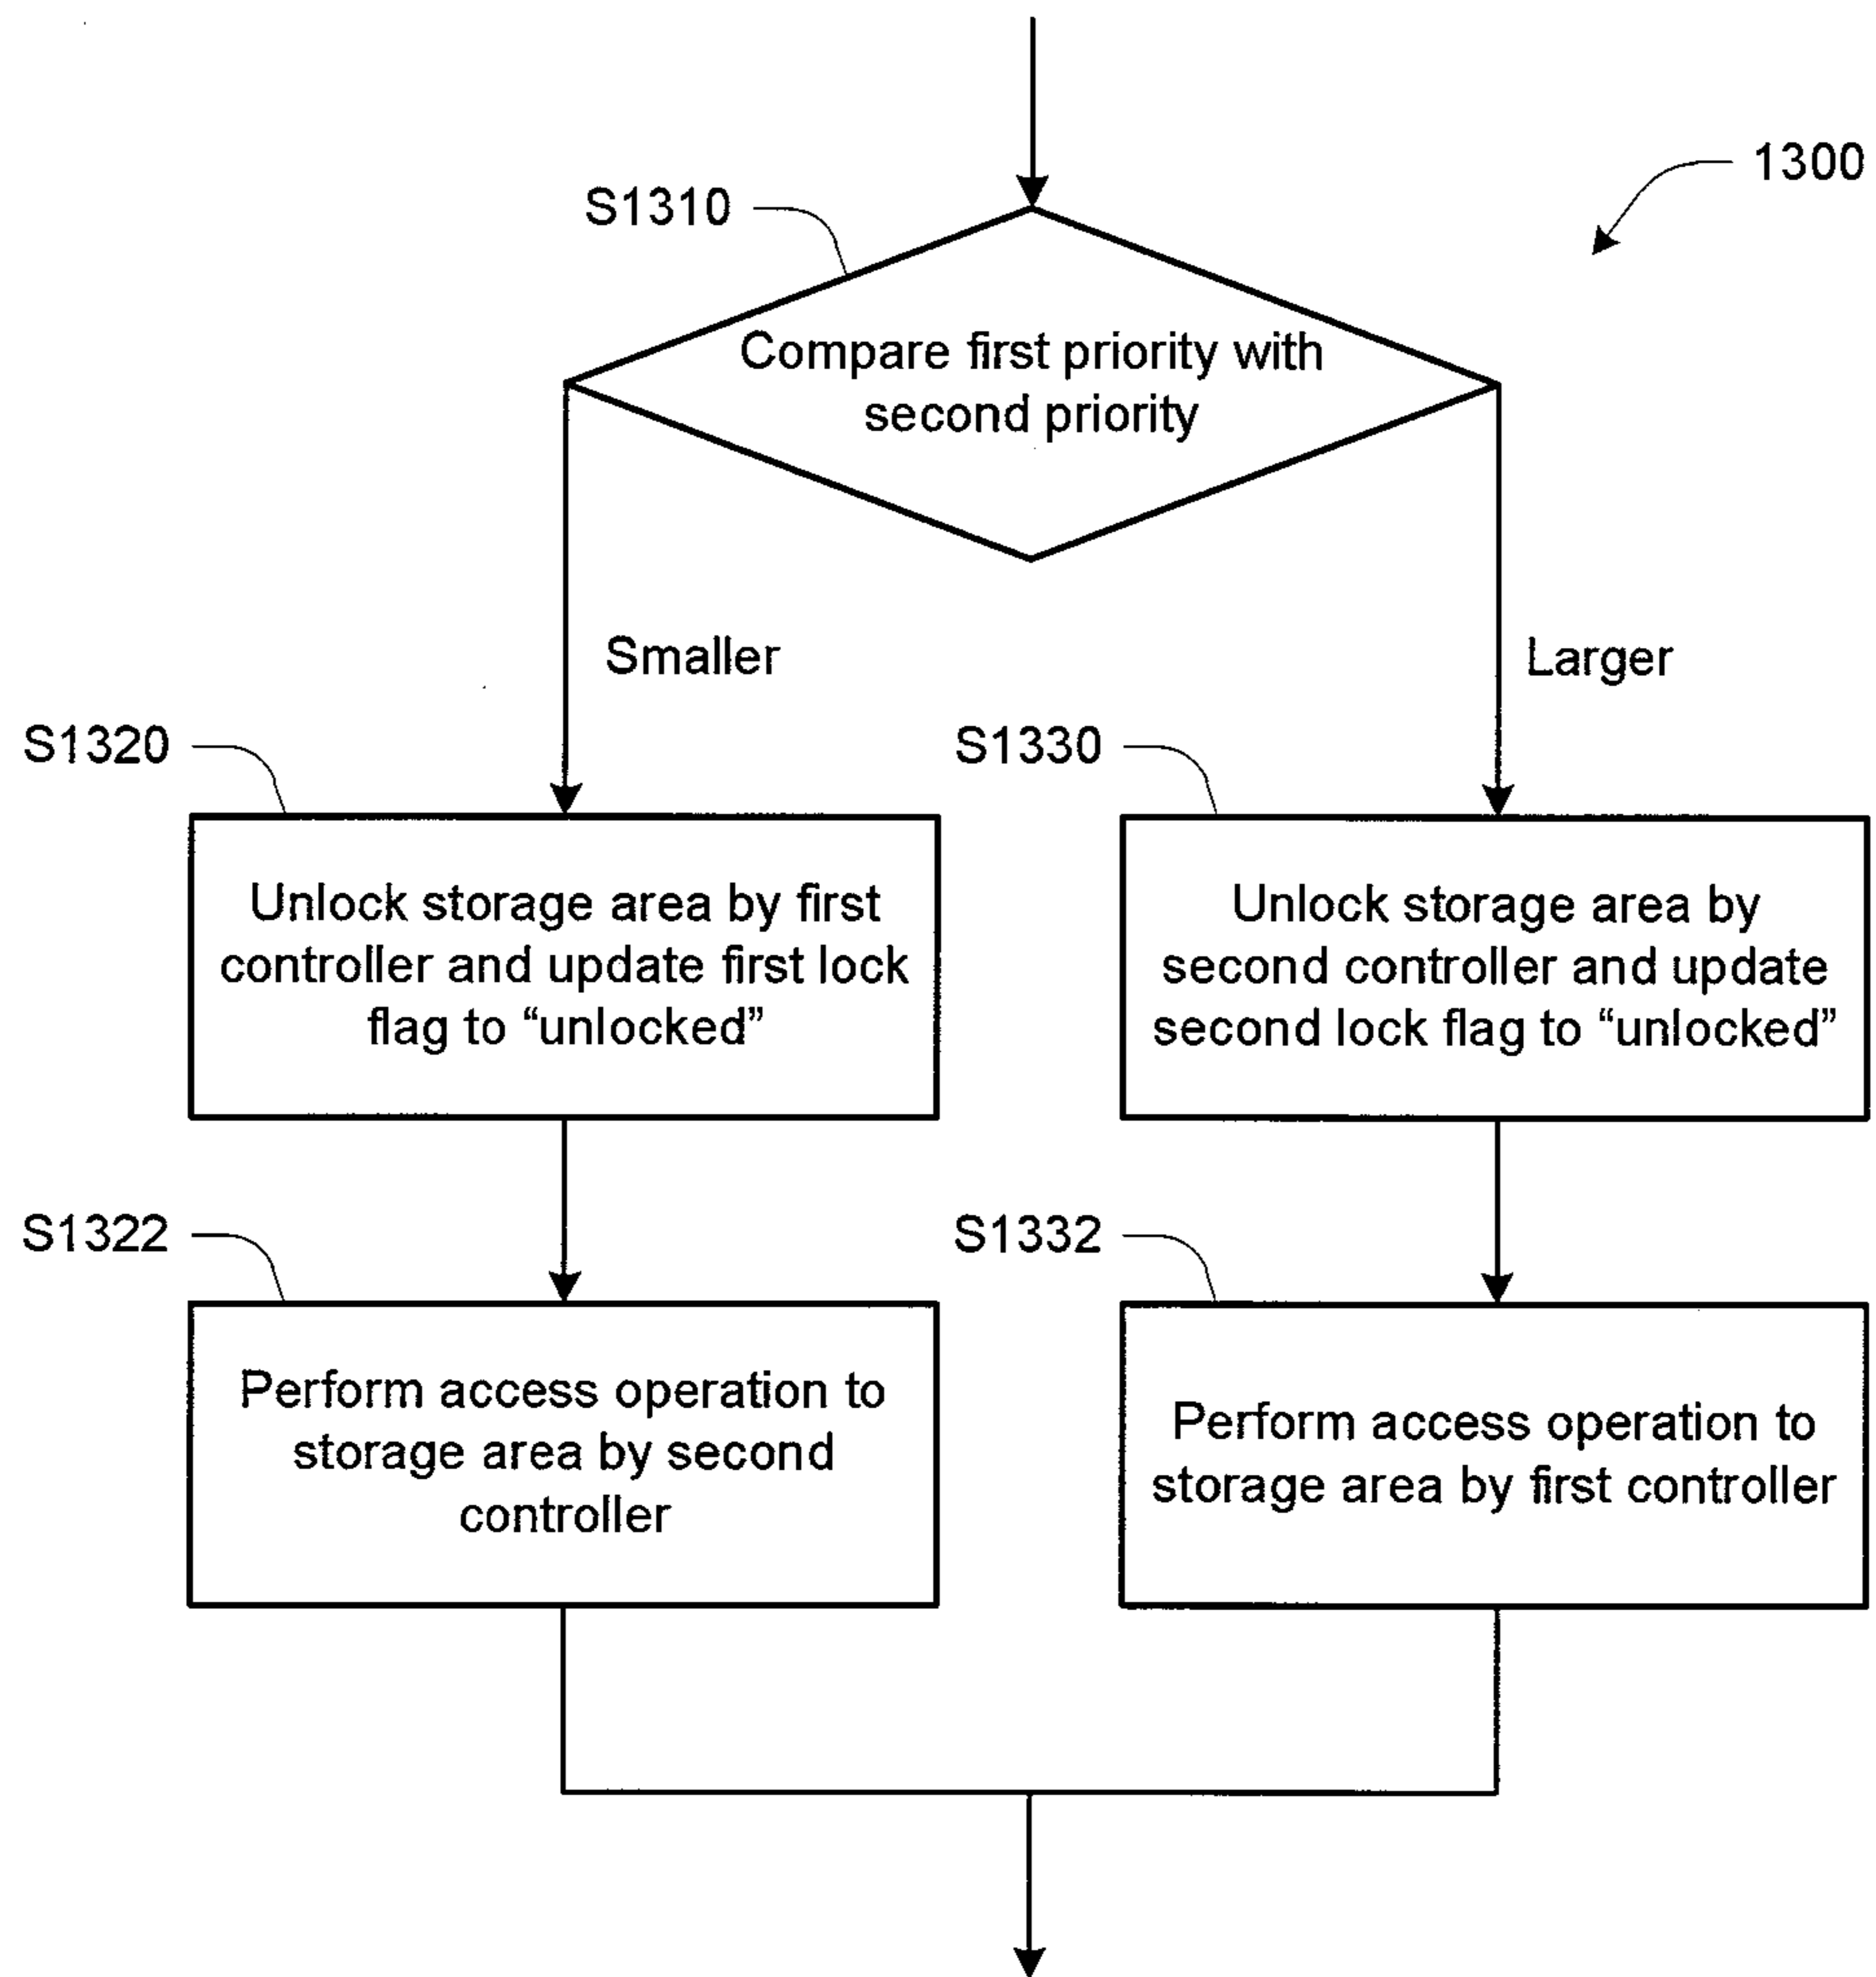 1300
S1310
Compare first priority with
second priority
Smaller
Larger
S1320
Unlock storage area by first
controller and update first lock
flag to “unlocked”
S1330
Unlock storage area by
second controller and update
second lock flag to “unlocked”
S1322
Perform access operation to
storage area by second
controller
S1332
Perform access operation to
storage area by first controller